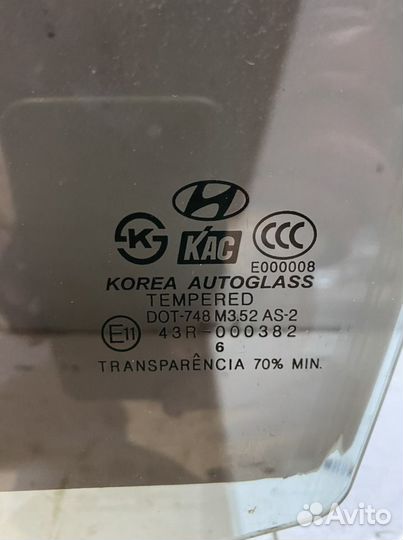 KAC
CCC
E000008
KOREA AUTOGLASS
TEMPERED
DOT-748 M3.52 AS-2
E11 43R-000382
6
TRANSPARÊNCIA 70% MIN.
Avito